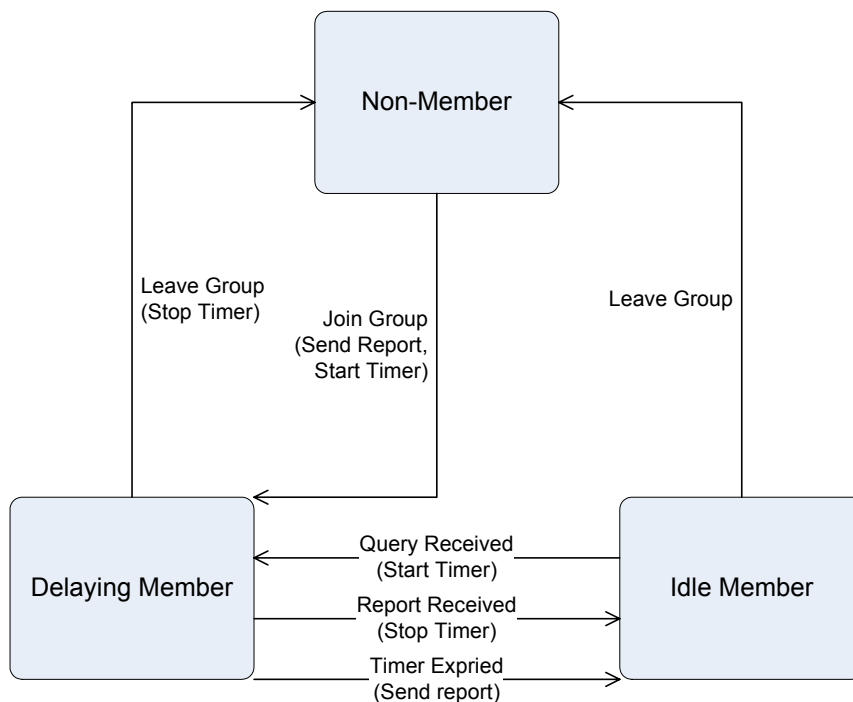 Non-Member
Leave Group
(Stop Timer)
Join Group
(Send Report,
Start Timer)
Leave Group
Delaying Member
Query Received
(Start Timer)
Report Received
(Stop Timer)
Timer Expried
(Send report)
Idle Member